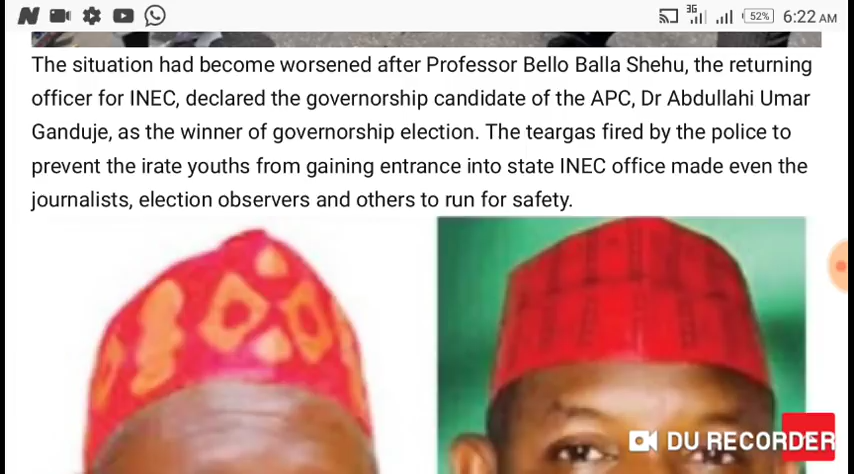 3G
52% 6:22 AM
The situation had become worsened after Professor Bello Balla Shehu, the returning
officer for INEC, declared the governorship candidate of the APC, Dr Abdullahi Umar
Ganduje, as the winner of governorship election. The teargas fired by the police to
prevent the irate youths from gaining entrance into state INEC office made even the
journalists, election observers and others to run for safety.
DU RECORDER